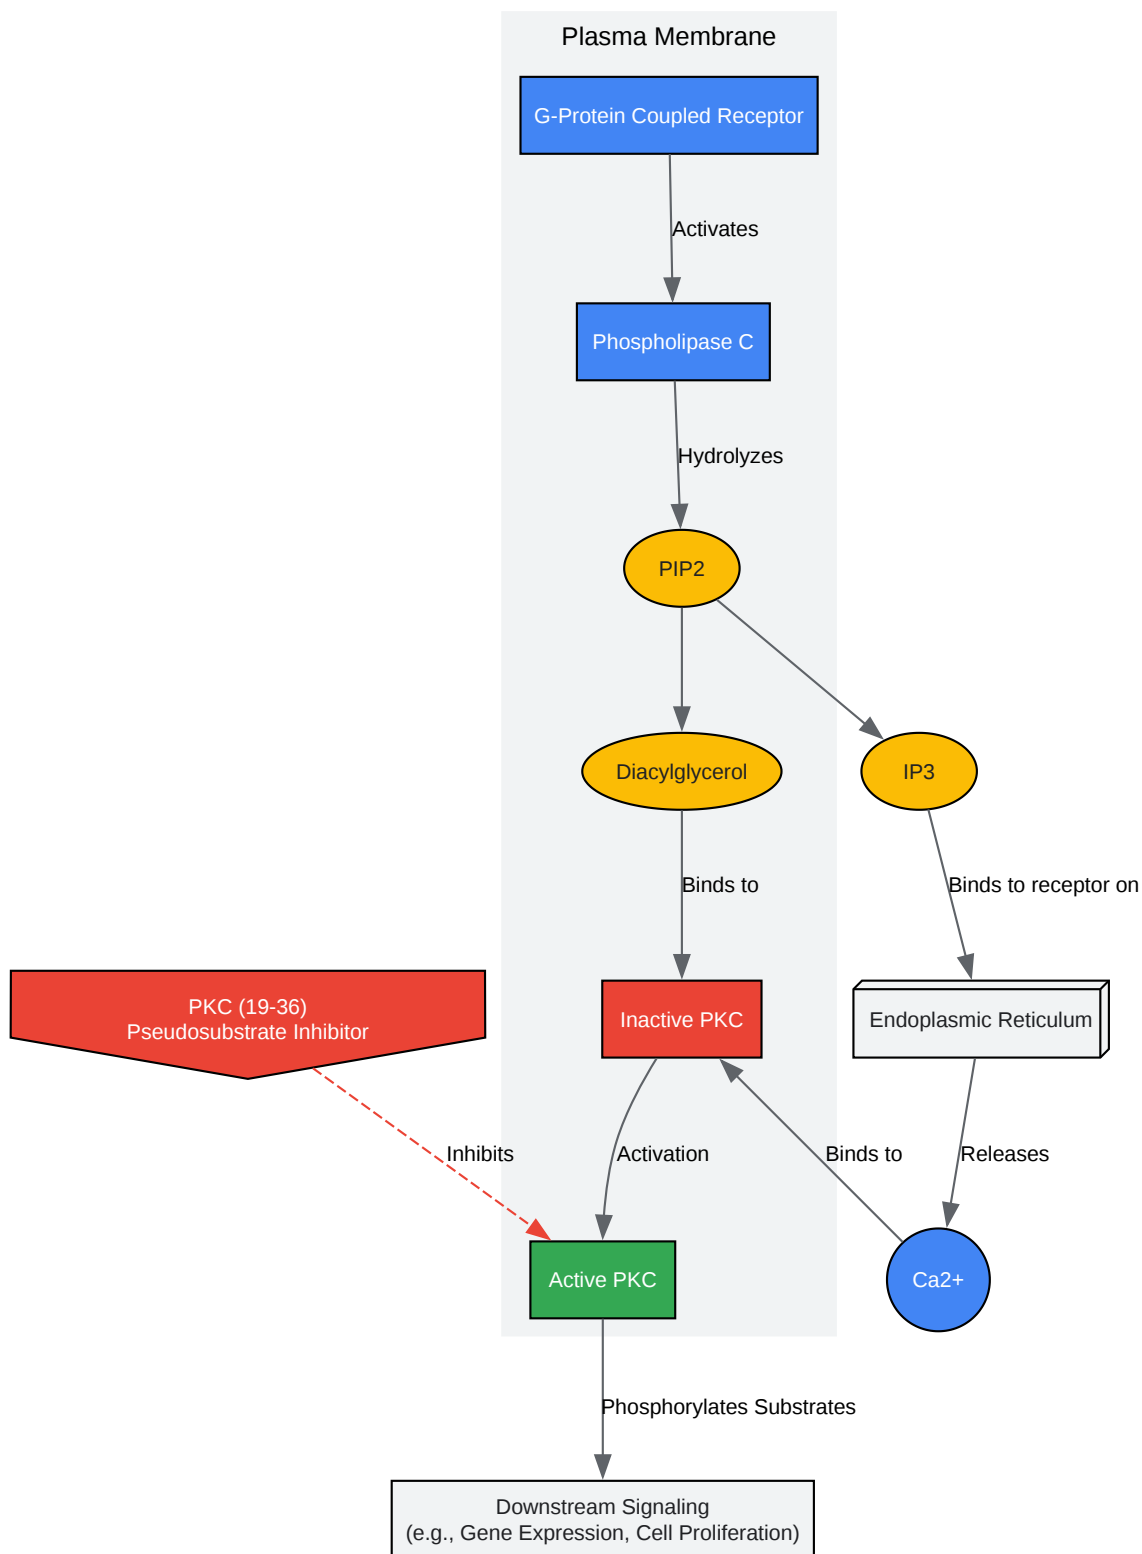 Plasma Membrane
G-Protein Coupled Receptor
Activates
Phospholipase C
Hydrolyzes
PIP2
Diacylglycerol
IP3
Binds to
Binds to receptor on
PKC (19-36)
Pseudosubstrate Inhibitor
Inactive PKC
Endoplasmic Reticulum
Inhibits
Activation
Binds to
Releases
Active PKC
Ca2+
Phosphorylates Substrates
Downstream Signaling
(e.g., Gene Expression, Cell Proliferation)